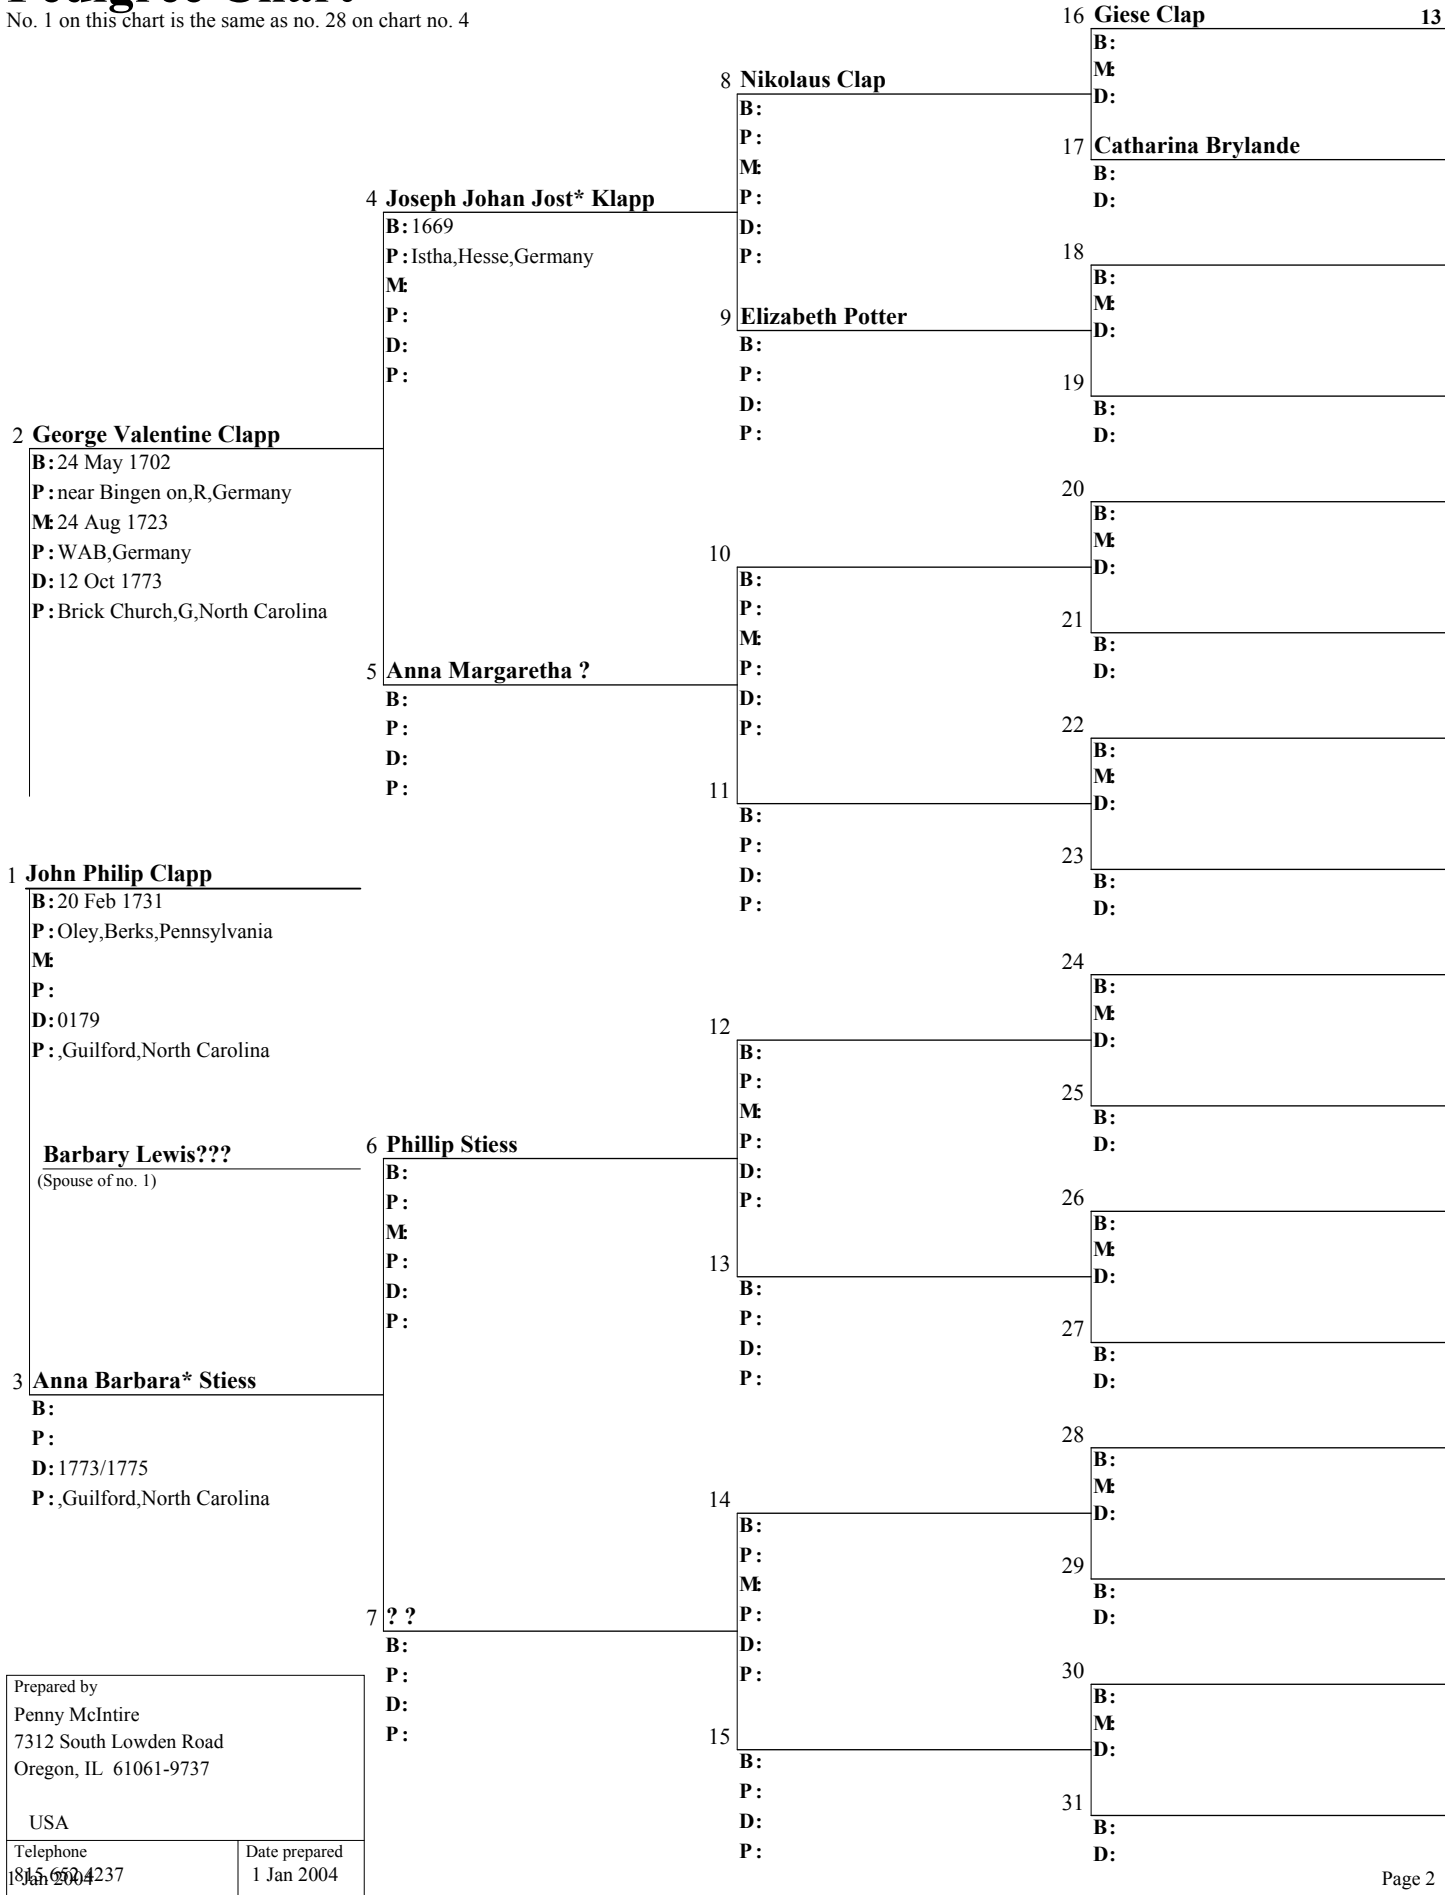 Pedigree Chart
No. 1 on this chart is the same as no. 28 on chart no. 4
16 Giese Clap 13
B:
M:
D:
8 Nikolaus Clap
B:
P:
M:
P:
D:
P:
17 Catharina Brylande
B:
D:
4 Joseph Johan Jost* Klapp
B: 1669
P: Istha,Hesse,Germany
M:
P:
D:
P:
18
B:
M:
D:
9 Elizabeth Potter
B:
P:
D:
P:
19
B:
D:
2 George Valentine Clapp
B: 24 May 1702
P: near Bingen on,R,Germany
M: 24 Aug 1723
P: WAB,Germany
D: 12 Oct 1773
P: Brick Church,G,North Carolina
20
B:
M:
D:
10
B:
P:
M:
P:
D:
P:
21
B:
D:
5 Anna Margaretha ?
B:
P:
D:
P:
22
B:
M:
D:
11
B:
P:
D:
P:
23
B:
D:
1 John Philip Clapp
B: 20 Feb 1731
P: Oley,Berks,Pennsylvania
M:
P:
D: 0179
P: ,Guilford,North Carolina
24
B:
M:
D:
12
B:
P:
M:
P:
D:
P:
25
B:
D:
Barbary Lewis???
(Spouse of no. 1)
6 Phillip Stiess
B:
P:
M:
P:
D:
P:
26
B:
M:
D:
13
B:
P:
D:
P:
27
B:
D:
3 Anna Barbara* Stiess
B:
P:
D: 1773/1775
P: ,Guilford,North Carolina
28
B:
M:
D:
14
B:
P:
M:
P:
D:
P:
29
B:
D:
7 ? ?
B:
P:
D:
P:
30
B:
M:
D:
15
B:
P:
D:
P:
31
B:
D:
Prepared by
Penny McIntire
7312 South Lowden Road
Oregon, IL 61061-9737
USA
Telephone
815 652 4237
Date prepared
1 Jan 2004
1 Jan 2004
Page 2